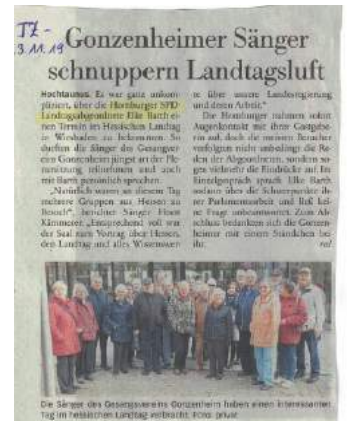 TZ -
3.11.19
Gonzenheimer Sänger
schnuppern Landtagsluft
Hochtaunus. Es war ganz unkom-
pliziert, über die Homburger SPD-
Landtagsabgeordnete Elke Barth ei-
nen Termin im Hessischen Landtag
in Wiesbaden zu bekommen. So
durften die Sänger des Gesangver-
eins Gonzenheim jüngst an der Ple-
narsitzung teilnehmen und auch
mit Barth persönlich sprechen.
„Natürlich waren an diesem Tag
mehrere Gruppen aus Hessen zu
Besuch“, berichtet Sänger Horst
Kämmerer. „Entsprechend voll war
der Saal zum Vortrag über Hessen,
den Landtag und alles Wissenswer-
te über unsere Landesregierung
und deren Arbeit.“
Die Homburger nahmen sofort
Augenkontakt mit ihrer Gastgebe-
rin auf, doch die meisten Besucher
verfolgten nicht unbedingt die Re-
den der Abgeordneten, sondern so-
gen vielmehr die Eindrücke auf. Im
Einzelgespräch sprach Elke Barth
sodann über die Schwerpunkte ih-
rer Parlamentsarbeit und ließ kei-
ne Frage unbeantwortet. Zum Ab-
schluss bedankten sich die Gonzen-
heimer mit einem Ständchen bei
ihr. red
Die Sänger des Gesangsvereins Gonzenheim haben einen interessanten
Tag im hessischen Landtag verbracht. FOTO: privat